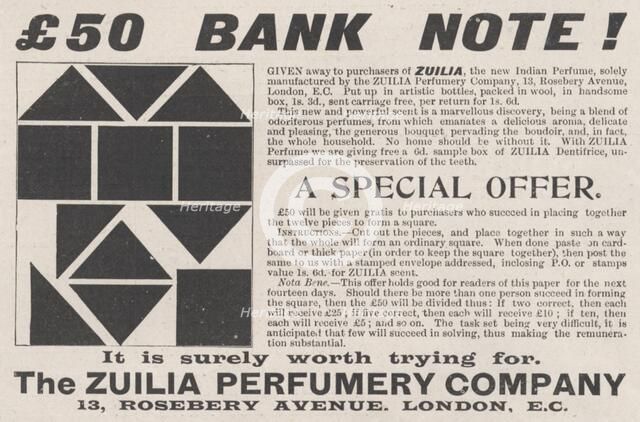 £50 BANK NOTE!
GIVEN away to purchasers of ZUILIA, the new Indian Perfume, solely
manufactured by the ZUILIA Perfumery Company, 13, Rosebery Avenue,
London, E.C. Put up in artistic bottles, packed in wool, in handsome
box, 1s. 3d., sent carriage free, per return for 1s. 6d.
This new and powerful scent is a marvellous discovery, being a blend of
odoriferous perfumes, from which emanates a delicious aroma, delicate
and pleasing, the generous bouquet pervading the boudoir, and, in fact,
the whole household. No home should be without it. With ZUILIA
Perfume we are giving free a 6d. sample box of ZUILIA Dentifrice, un-
surpassed for the preservation of the teeth.
A SPECIAL OFFER.
£50 will be given gratis to purchasers who succeed in placing together
the twelve pieces to form a square.
INSTRUCTIONS.—Cut out the pieces, and place together in such a way
that the whole will form an ordinary square. When done paste on card-
board or thick paper (in order to keep the square together), then post the
same to us with a stamped envelope addressed, inclosing P.O. or stamps
value 1s. 6d. for ZUILIA scent.
Nota Bene.—This offer holds good for readers of this paper for the next
fourteen days. Should there be more than one person succeed in forming
the square, then the £50 will be divided thus: If two correct, then each
will receive £25; if five correct, then each will receive £10; if ten, then
each will receive £5; and so on. The task set being very difficult, it is
anticipated that few will succeed in solving, thus making the remunera-
tion substantial.
It is surely worth trying for.
The ZUILIA PERFUMERY COMPANY
13, ROSEBERY AVENUE. LONDON, E.C.
Heritage
Heritage
Heritage